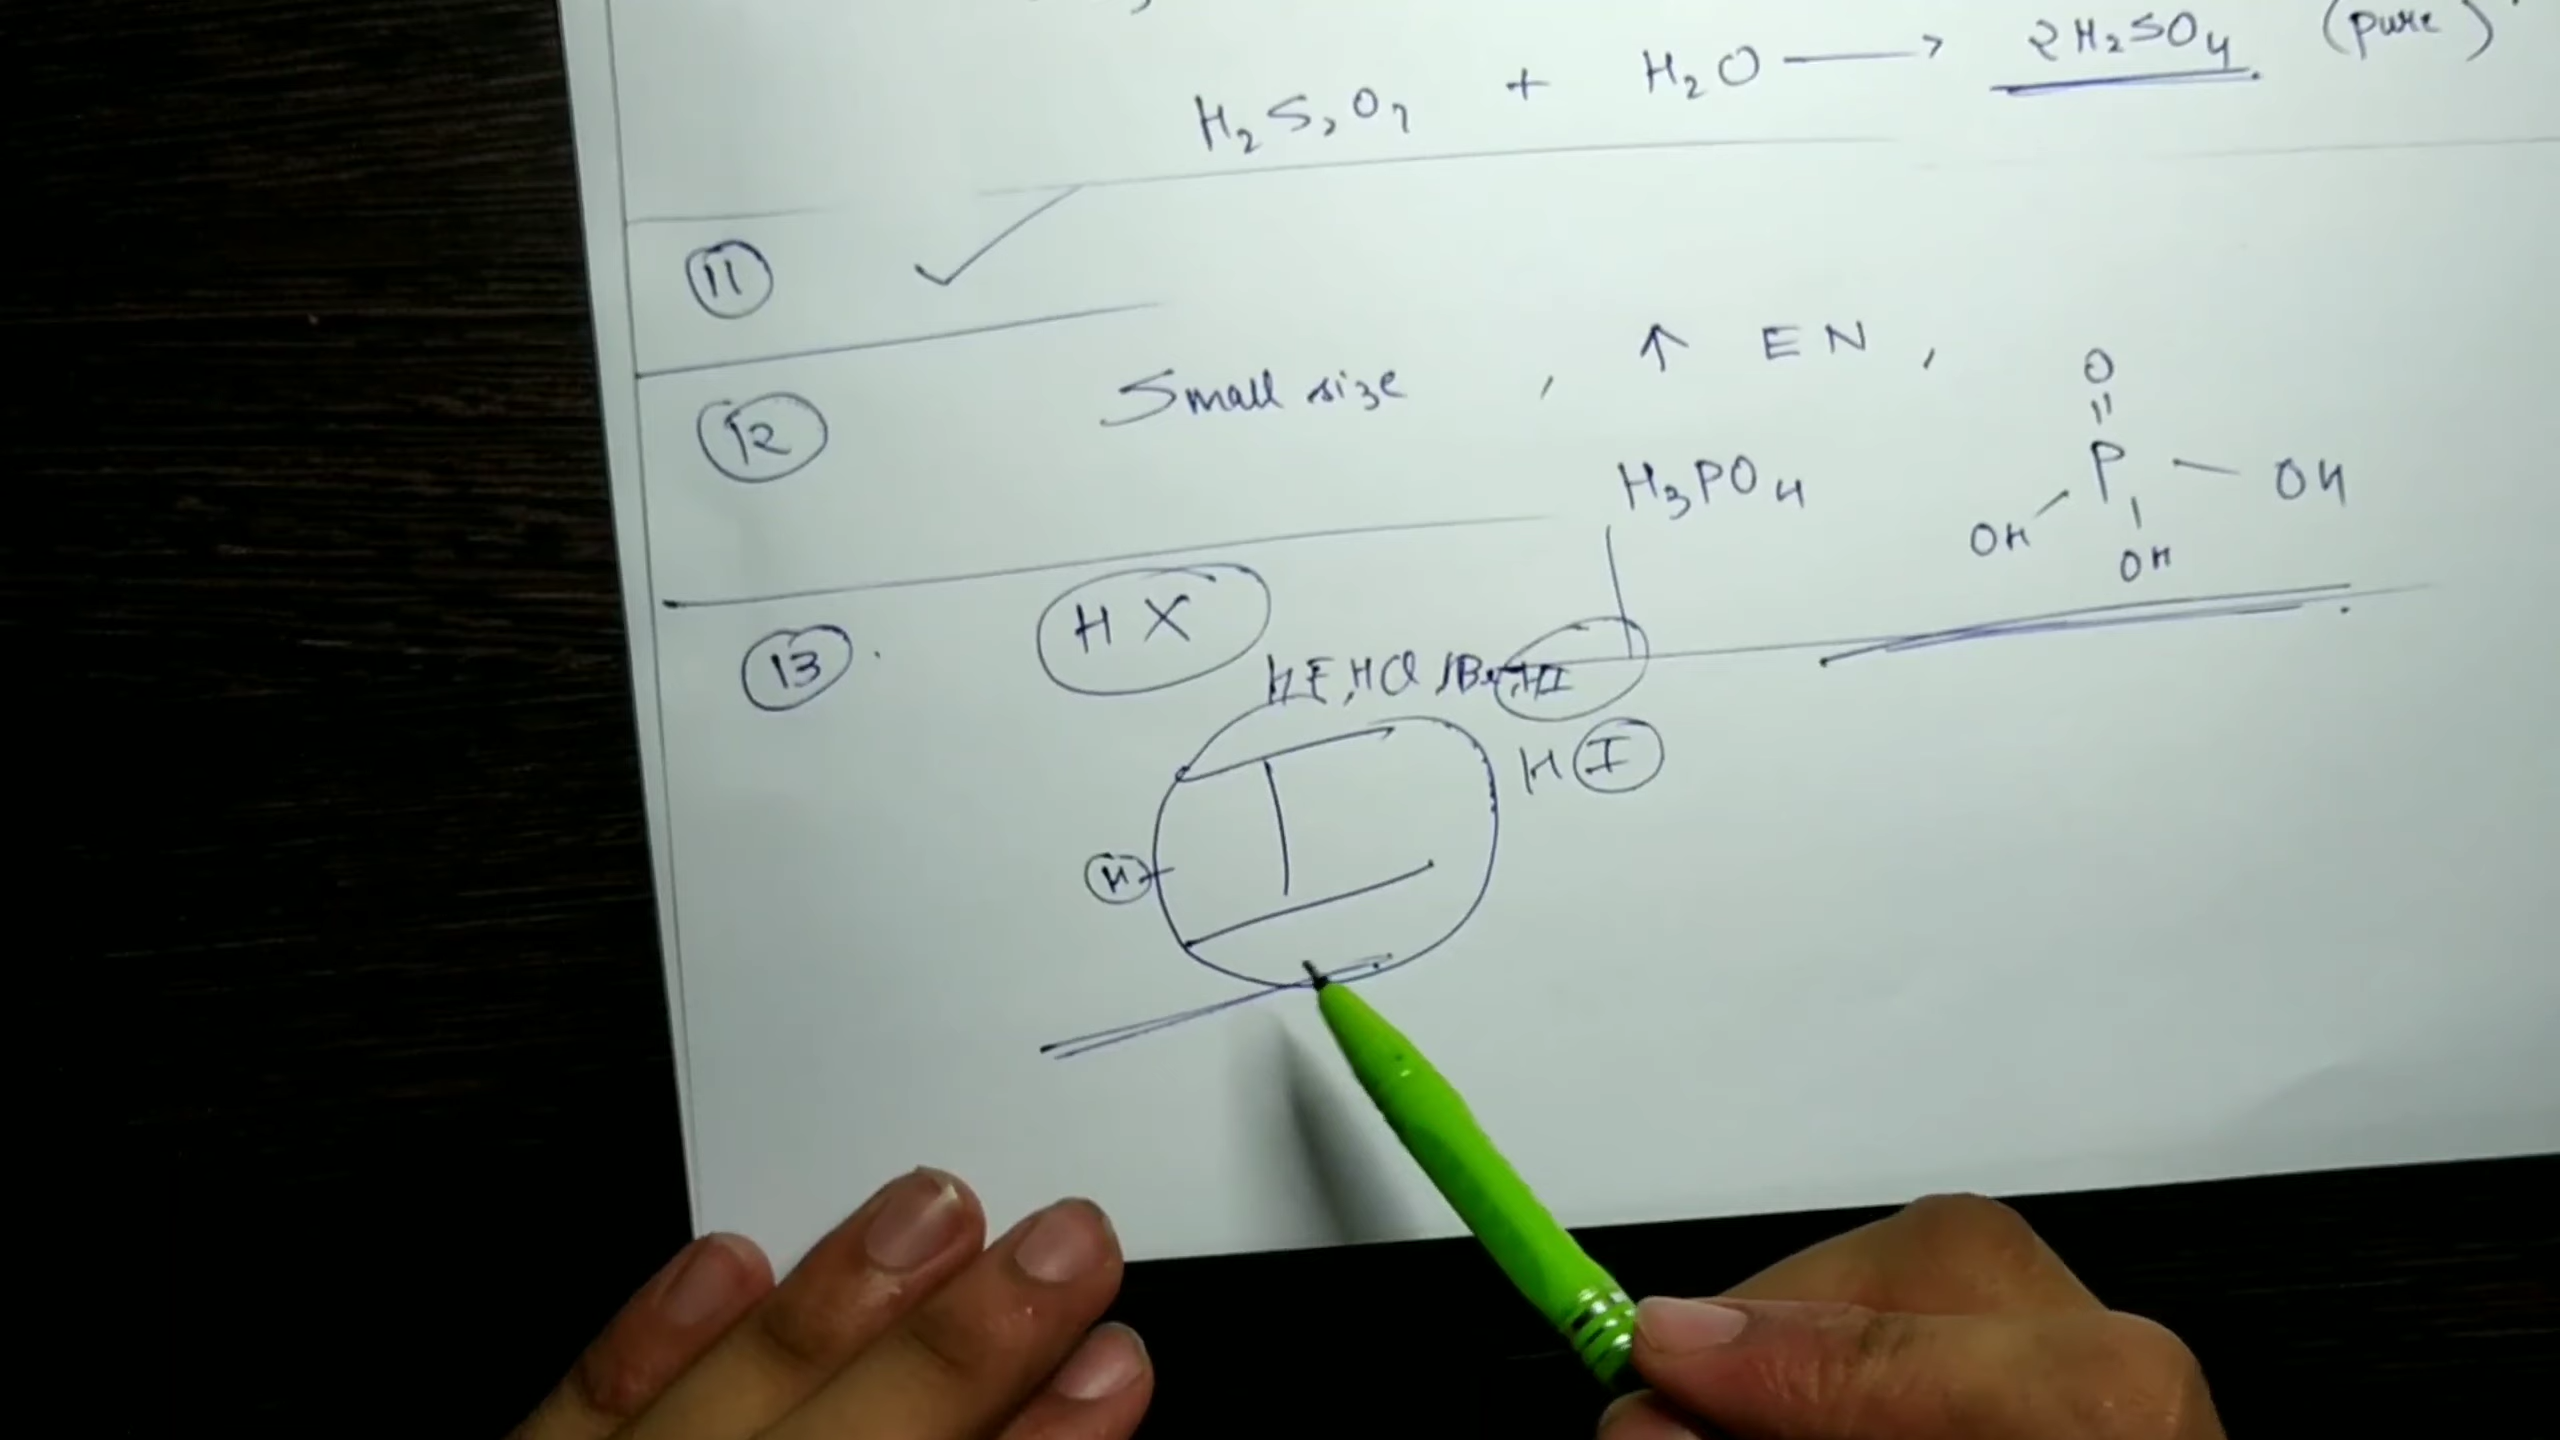 H₂S₂O₇ + H₂O ⟶ 2H₂SO₄ (pure)
11 ✓
12 Small size, ↑ EN,
H₃PO₄
O
=
P — OH
OH
OH
13. HX
HF, HCl, HBr, HI
H I
H I